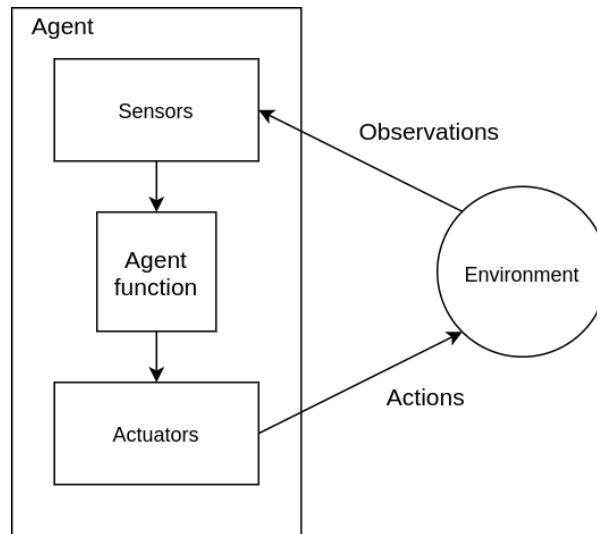 Agent
Sensors
Observations
Agent
function
Environment
Actions
Actuators